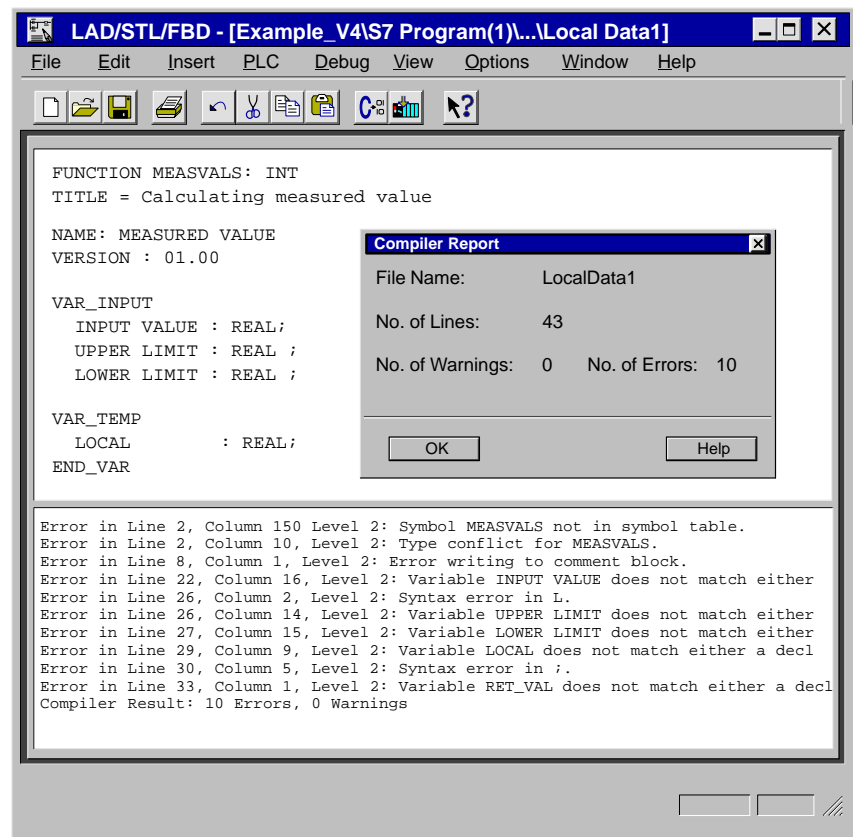 LAD/STL/FBD - [Example_V4\S7 Program(1)\...\Local Data1]
File Edit Insert PLC Debug View Options Window Help
FUNCTION MEASVALS: INT
TITLE = Calculating measured value
NAME: MEASURED VALUE
VERSION : 01.00
VAR_INPUT
INPUT VALUE : REAL;
UPPER LIMIT : REAL ;
LOWER LIMIT : REAL ;
VAR_TEMP
LOCAL : REAL;
END_VAR
Compiler Report
File Name: LocalData1
No. of Lines: 43
No. of Warnings: 0 No. of Errors: 10
OK Help
Error in Line 2, Column 150 Level 2: Symbol MEASVALS not in symbol table.
Error in Line 2, Column 10, Level 2: Type conflict for MEASVALS.
Error in Line 8, Column 1, Level 2: Error writing to comment block.
Error in Line 22, Column 16, Level 2: Variable INPUT VALUE does not match either
Error in Line 26, Column 2, Level 2: Syntax error in L.
Error in Line 26, Column 14, Level 2: Variable UPPER LIMIT does not match either
Error in Line 27, Column 15, Level 2: Variable LOWER LIMIT does not match either
Error in Line 29, Column 9, Level 2: Variable LOCAL does not match either a decl
Error in Line 30, Column 5, Level 2: Syntax error in ;.
Error in Line 33, Column 1, Level 2: Variable RET_VAL does not match either a decl
Compiler Result: 10 Errors, 0 Warnings